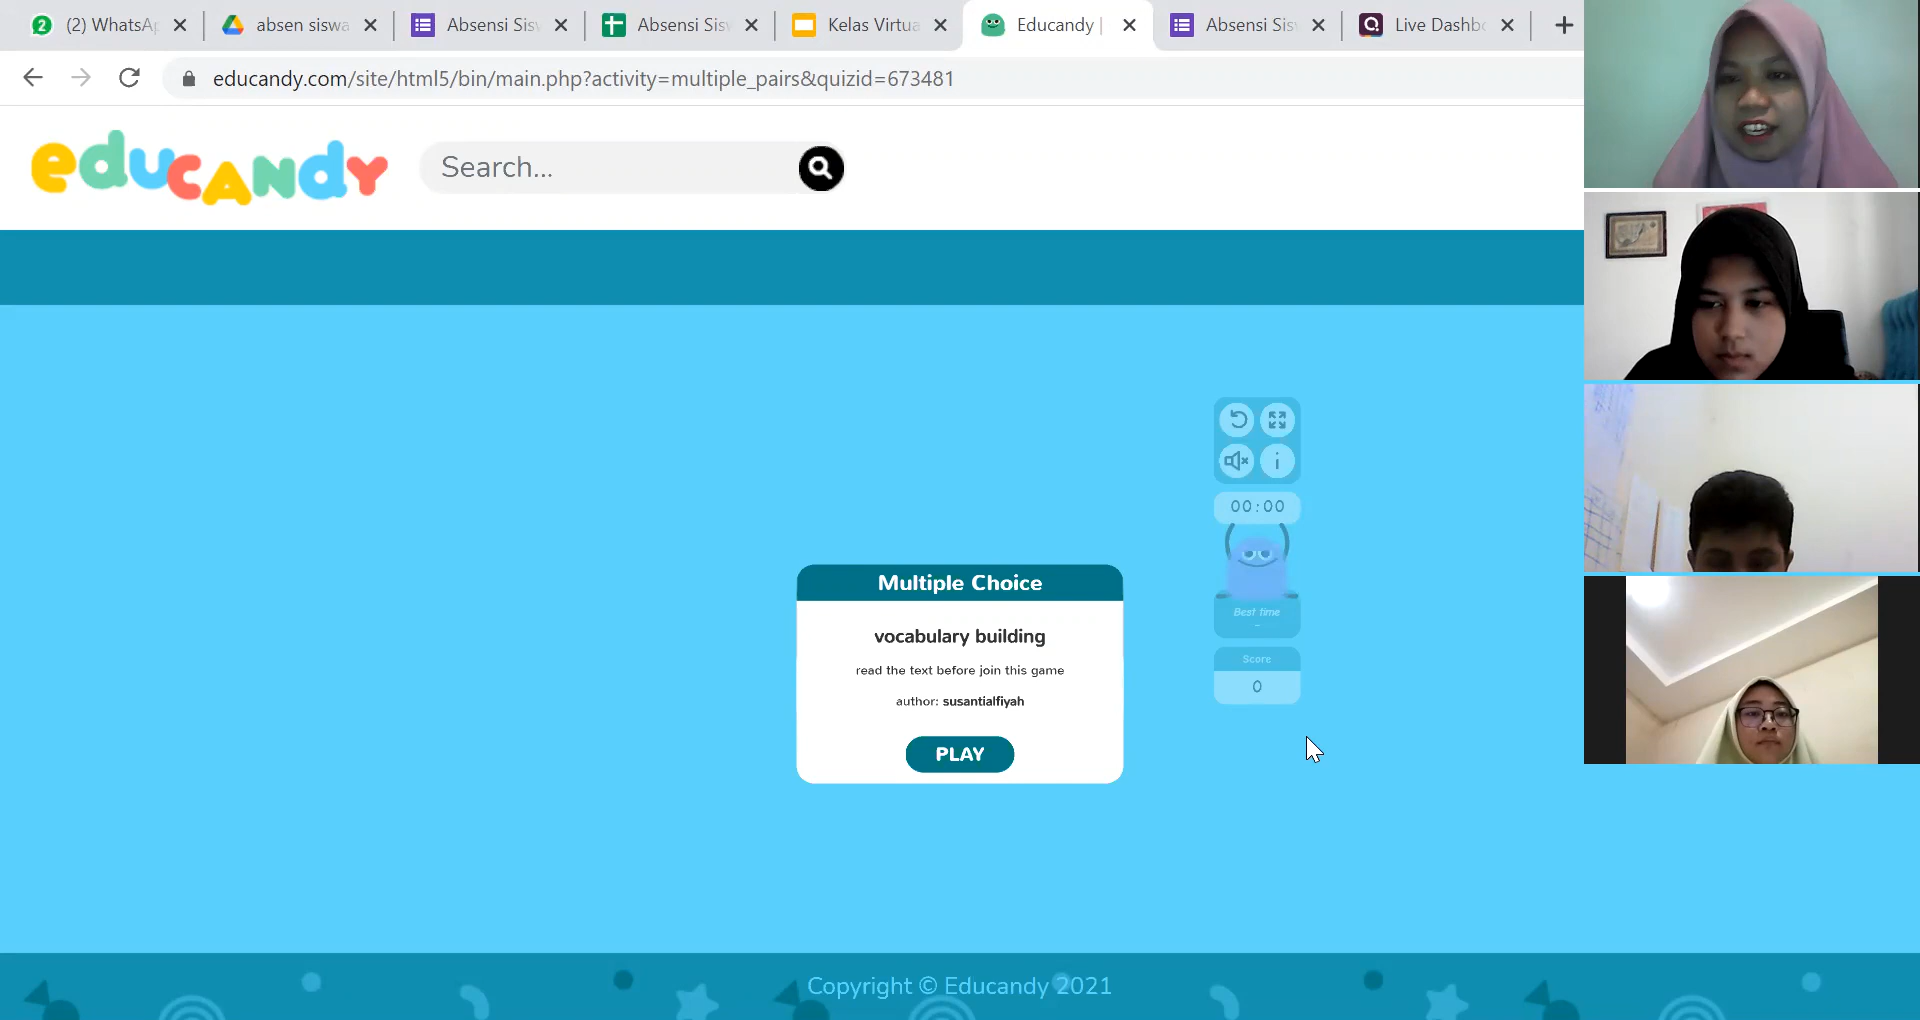 2 (2) WhatsAp
absen siswa
Absensi Sis
Absensi Sis
Kelas Virtua
Educandy |
Absensi Sis
Live Dashb
educandy.com/site/html5/bin/main.php?activity=multiple_pairs&quizid=673481
educandy
Search...
00:00
Best time
-
Score
0
Multiple Choice
vocabulary building
read the text before join this game
author: susantialfiyah
PLAY
Copyright © Educandy 2021